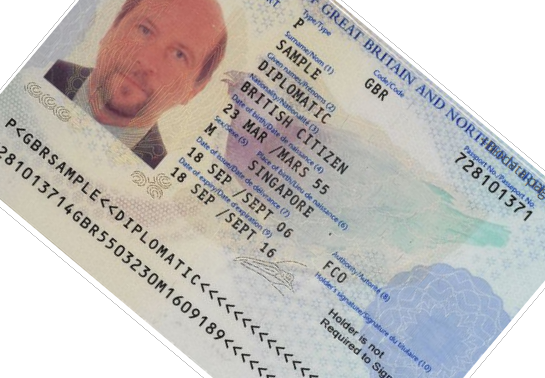 F GREAT BRITAIN AND NORTHERN
RT. Type/Type Code/Code Passport No./Passeport No.
P GBR 728101371
Surname/Nom (1)
SAMPLE
Given names/Prénoms (2)
DIPLOMATIC
Nationality/Nationalité (3)
BRITISH CITIZEN
Date of birth/Date de naissance (4)
23 MAR /MARS 55
Sex/Sexe (5) Place of birth/Lieu de naissance (6)
M SINGAPORE
Date of issue/Date de délivrance (7)
18 SEP /SEPT 06
Authority/Autorité (8)
Date of expiry/Date d'expiration (9)
18 SEP /SEPT 16
FCO
Holder's signature/Signature du titulaire (10)
Holder is not
Required to Sign
P<GBRSAMPLE<<DIPLOMATIC<<<<<<<<<
281013714GBR5503230M1609189<<<<<